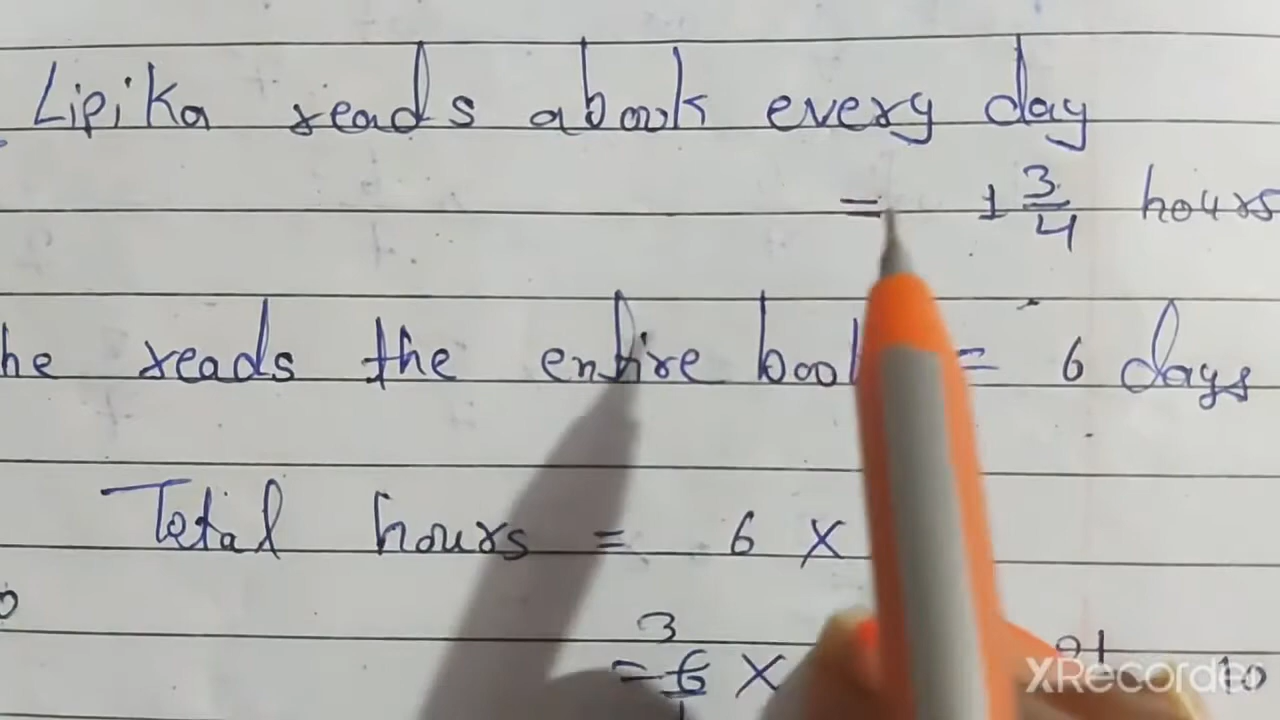 Lipika reads a book every day
= 1 3/4 hours
he reads the entire book = 6 days
Total hours = 6 ×
3
= 6 ×
XRecorder